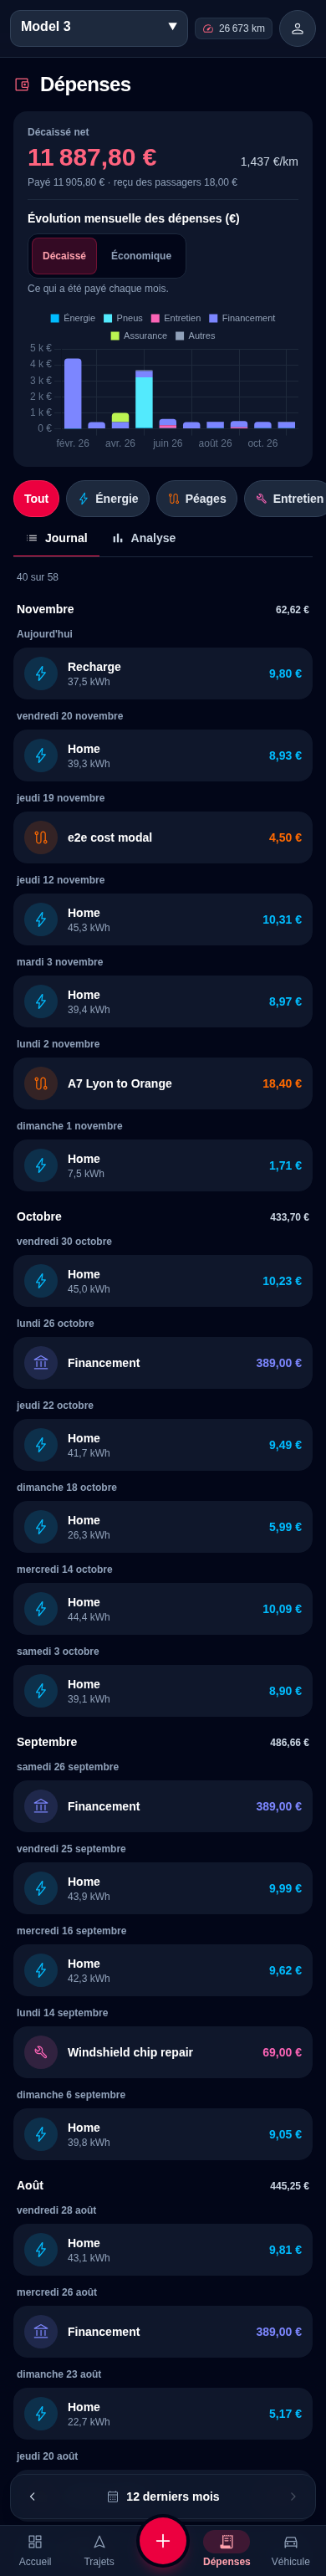 Model 3
26 673 km
Dépenses
Décaissé net
11 887,80 €
1,437 €/km
Payé 11 905,80 € · reçu des passagers 18,00 €
Évolution mensuelle des dépenses (€)
Décaissé
Économique
Ce qui a été payé chaque mois.
Énergie
Pneus
Entretien
Financement
Assurance
Autres
5 k €
4 k €
3 k €
2 k €
1 k €
0 €
févr. 26
avr. 26
juin 26
août 26
oct. 26
Tout
Énergie
Péages
Entretien
Journal
Analyse
40 sur 58
Novembre
62,62 €
Aujourd'hui
Recharge
37,5 kWh
9,80 €
vendredi 20 novembre
Home
39,3 kWh
8,93 €
jeudi 19 novembre
e2e cost modal
4,50 €
jeudi 12 novembre
Home
45,3 kWh
10,31 €
mardi 3 novembre
Home
39,4 kWh
8,97 €
lundi 2 novembre
A7 Lyon to Orange
18,40 €
dimanche 1 novembre
Home
7,5 kWh
1,71 €
Octobre
433,70 €
vendredi 30 octobre
Home
45,0 kWh
10,23 €
lundi 26 octobre
Financement
389,00 €
jeudi 22 octobre
Home
41,7 kWh
9,49 €
dimanche 18 octobre
Home
26,3 kWh
5,99 €
mercredi 14 octobre
Home
44,4 kWh
10,09 €
samedi 3 octobre
Home
39,1 kWh
8,90 €
Septembre
486,66 €
samedi 26 septembre
Financement
389,00 €
vendredi 25 septembre
Home
43,9 kWh
9,99 €
mercredi 16 septembre
Home
42,3 kWh
9,62 €
lundi 14 septembre
Windshield chip repair
69,00 €
dimanche 6 septembre
Home
39,8 kWh
9,05 €
Août
445,25 €
vendredi 28 août
Home
43,1 kWh
9,81 €
mercredi 26 août
Financement
389,00 €
dimanche 23 août
Home
22,7 kWh
5,17 €
jeudi 20 août
12 derniers mois
Accueil
Trajets
Dépenses
Véhicule